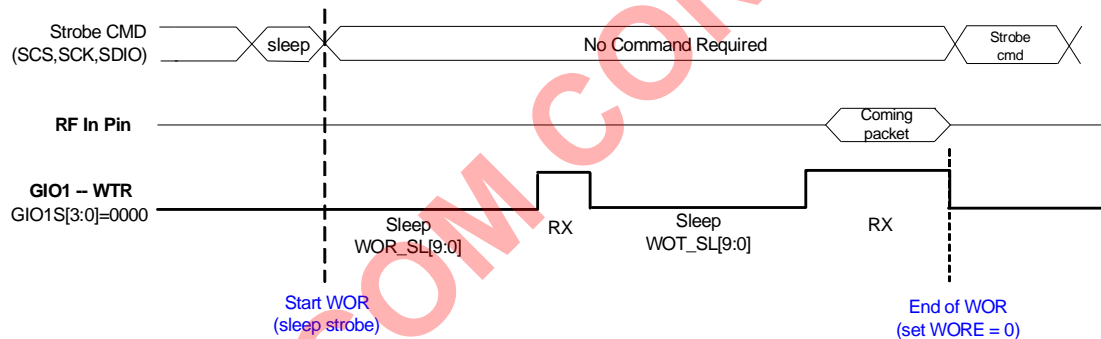 Strobe CMD
(SCS,SCK,SDIO)
sleep
No Command Required
Strobe
cmd
RF In Pin
Coming
packet
GIO1 -- WTR
GIO1S[3:0]=0000
Sleep
WOR_SL[9:0]
RX
Sleep
WOT_SL[9:0]
RX
Start WOR
(sleep strobe)
End of WOR
(set WORE = 0)